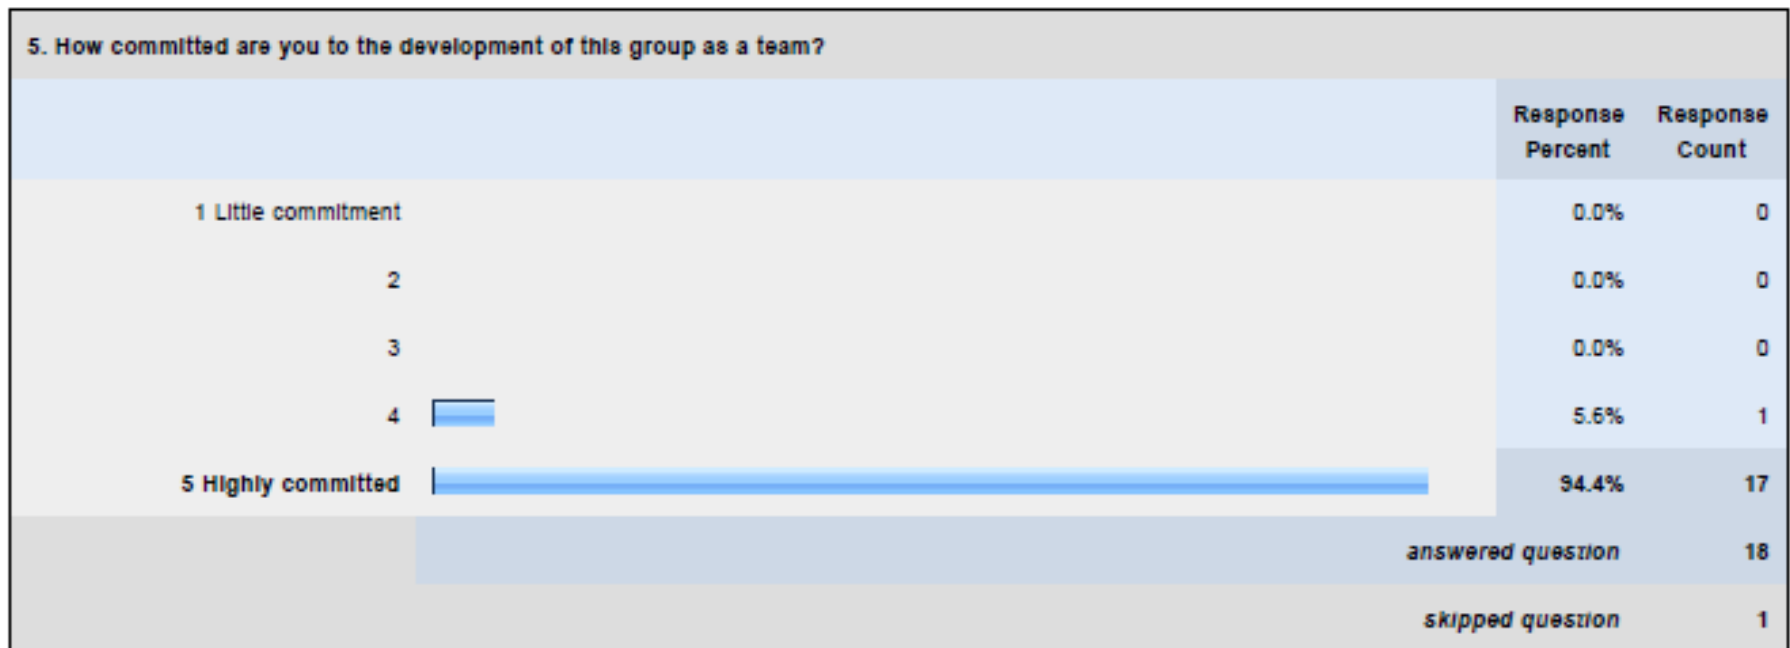 5. How committed are you to the development of this group as a team?
Response Percent Response Count
1 Little commitment 0.0% 0
2 0.0% 0
3 0.0% 0
4 5.6% 1
5 Highly committed 94.4% 17
answered question 18
skipped question 1